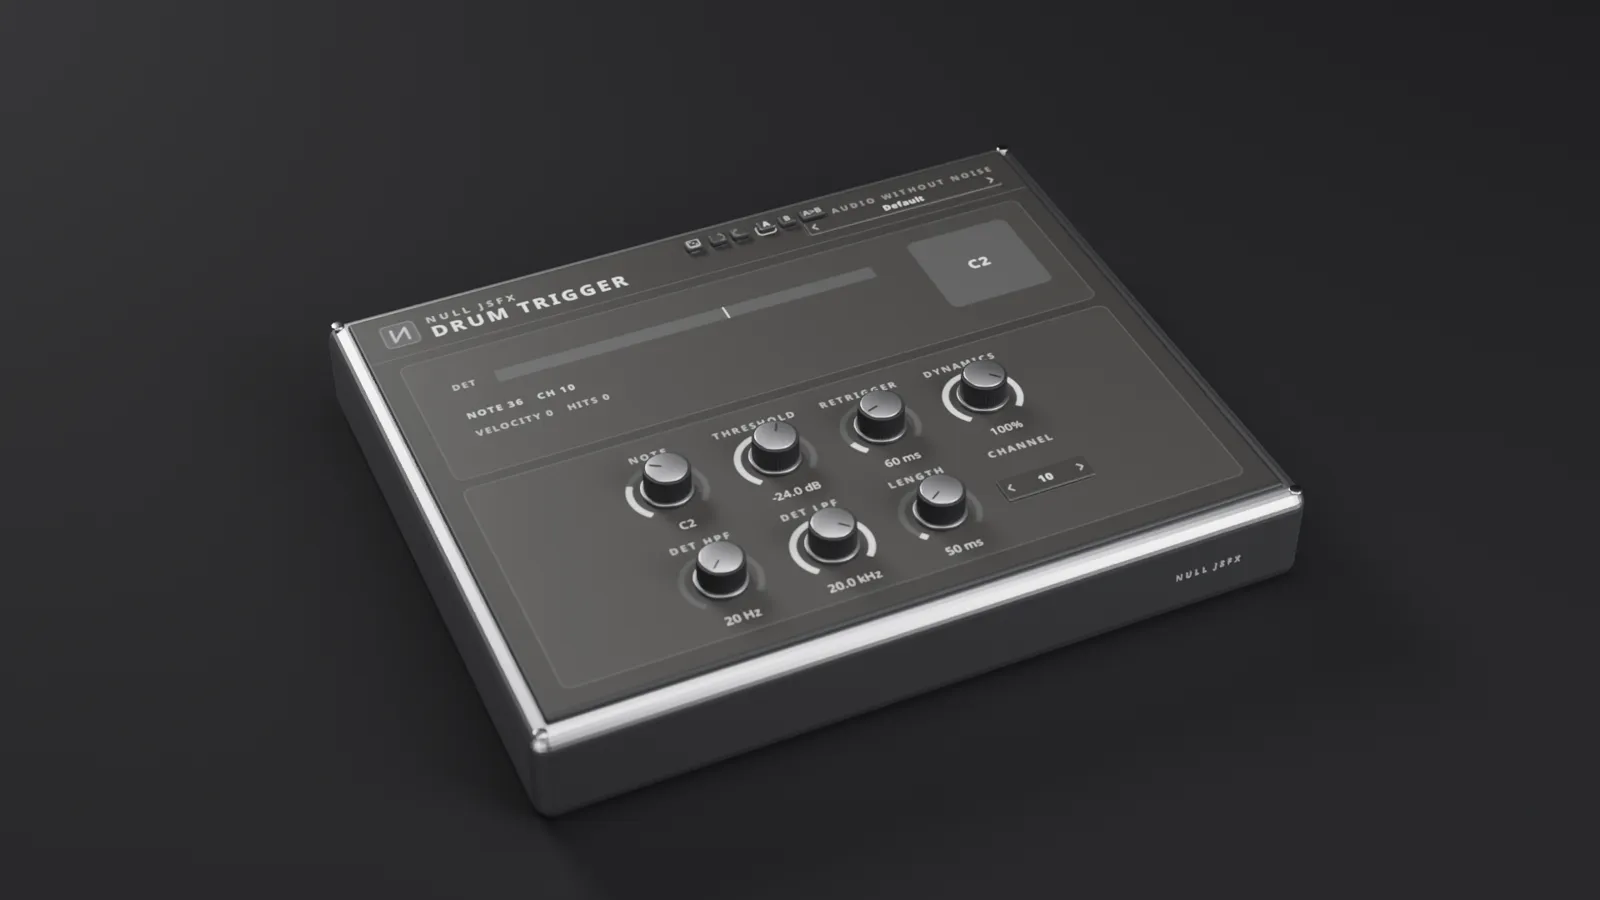 NULL JSFX
DRUM TRIGGER
A B A>B
AUDIO WITHOUT NOISE
< Default >
C2
DET
NOTE 36 CH 10
VELOCITY 0 HITS 0
NOTE
C2
THRESHOLD
-24.0 dB
RETRIGGER
60 ms
DYNAMICS
100%
DET HPF
20 Hz
DET LPF
20.0 kHz
LENGTH
50 ms
CHANNEL
< 10 >
NULL JSFX